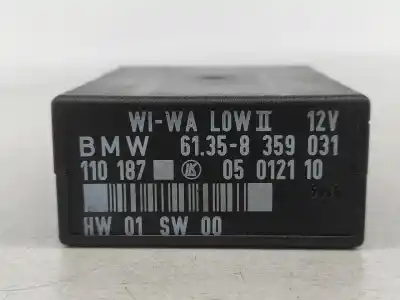 WI-WA LOW II 12V
BMW 61.35-8 359 031
110 187 05 0121 10
HW 01 SW 00